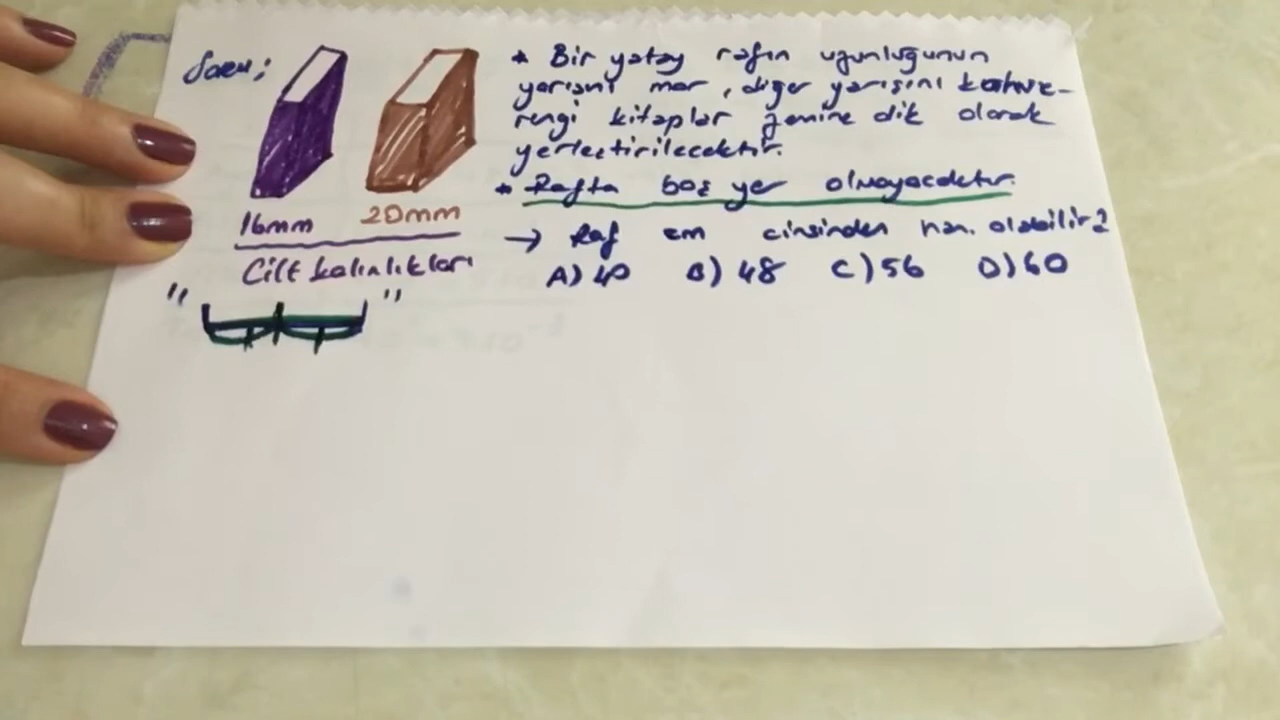 Soru;
16mm 20mm
Cilt kalınlıkları
" "
* Bir yatay rafın uzunluğunun
yarısını mor, diğer yarısını kahve-
rengi kitaplar zemine dik olarak
yerleştirilecektir.
* Rafta boş yer olmayacaktır.
→ Raf cm cinsinden han. olabilir?
A) 40 B) 48 C) 56 D) 60